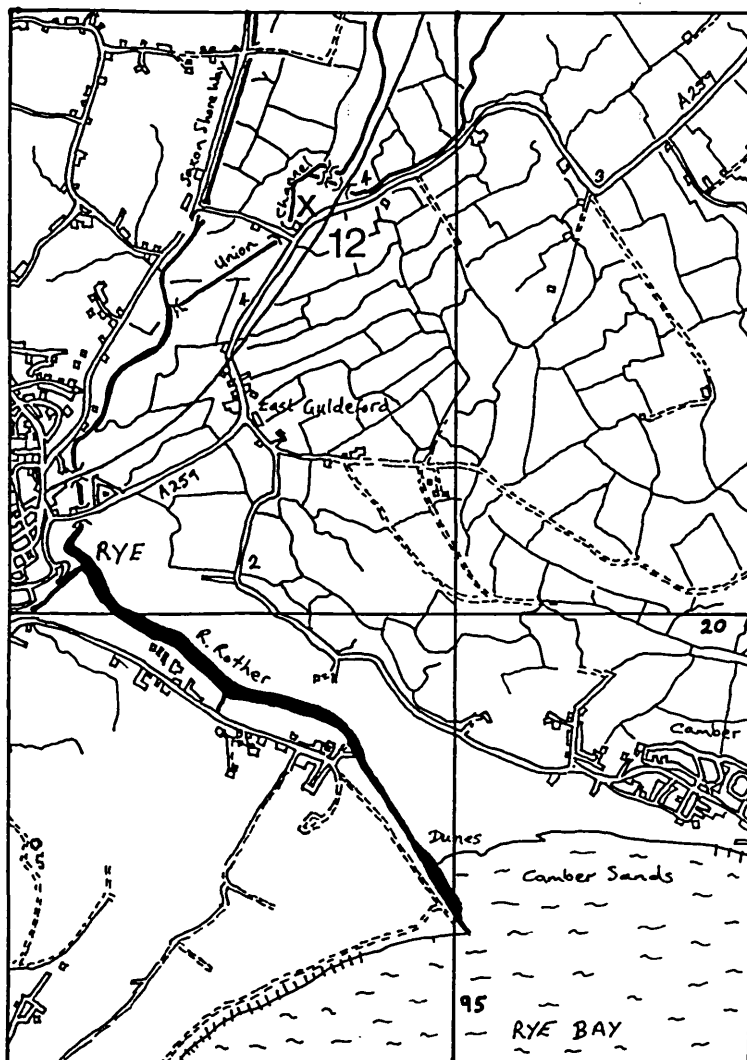 Saxon Shore Way
A259
Channel
4
3
X
12
Union
4
East Guldeford
A259
RYE
2
20
R. Rother
Camber
Dunes
Camber Sands
95
RYE BAY